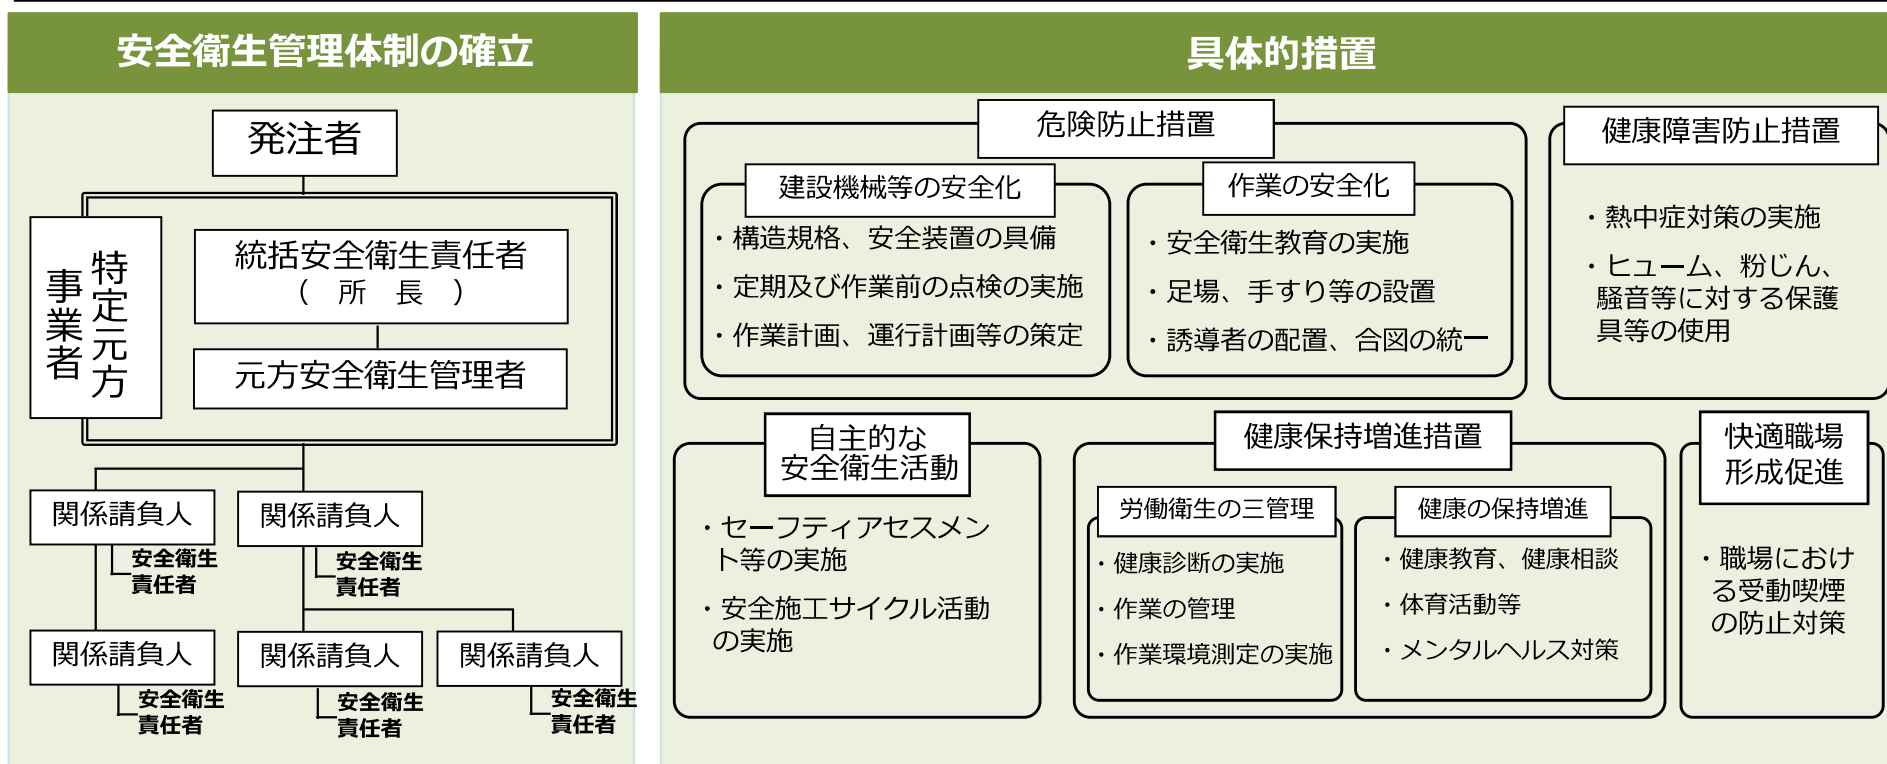 安全衛生管理体制の確立
発注者
特定元方
事業者
統括安全衛生責任者
（　所　長　）
元方安全衛生管理者
関係請負人
安全衛生
責任者
関係請負人
安全衛生
責任者
関係請負人
安全衛生
責任者
関係請負人
安全衛生
責任者
関係請負人
安全衛生
責任者
具体的措置
危険防止措置
建設機械等の安全化
・構造規格、安全装置の具備
・定期及び作業前の点検の実施
・作業計画、運行計画等の策定
作業の安全化
・安全衛生教育の実施
・足場、手すり等の設置
・誘導者の配置、合図の統一
健康障害防止措置
・熱中症対策の実施
・ヒューム、粉じん、
騒音等に対する保護
具等の使用
自主的な
安全衛生活動
・セーフティアセスメン
ト等の実施
・安全施工サイクル活動
の実施
健康保持増進措置
労働衛生の三管理
・健康診断の実施
・作業の管理
・作業環境測定の実施
健康の保持増進
・健康教育、健康相談
・体育活動等
・メンタルヘルス対策
快適職場
形成促進
・職場におけ
る受動喫煙
の防止対策